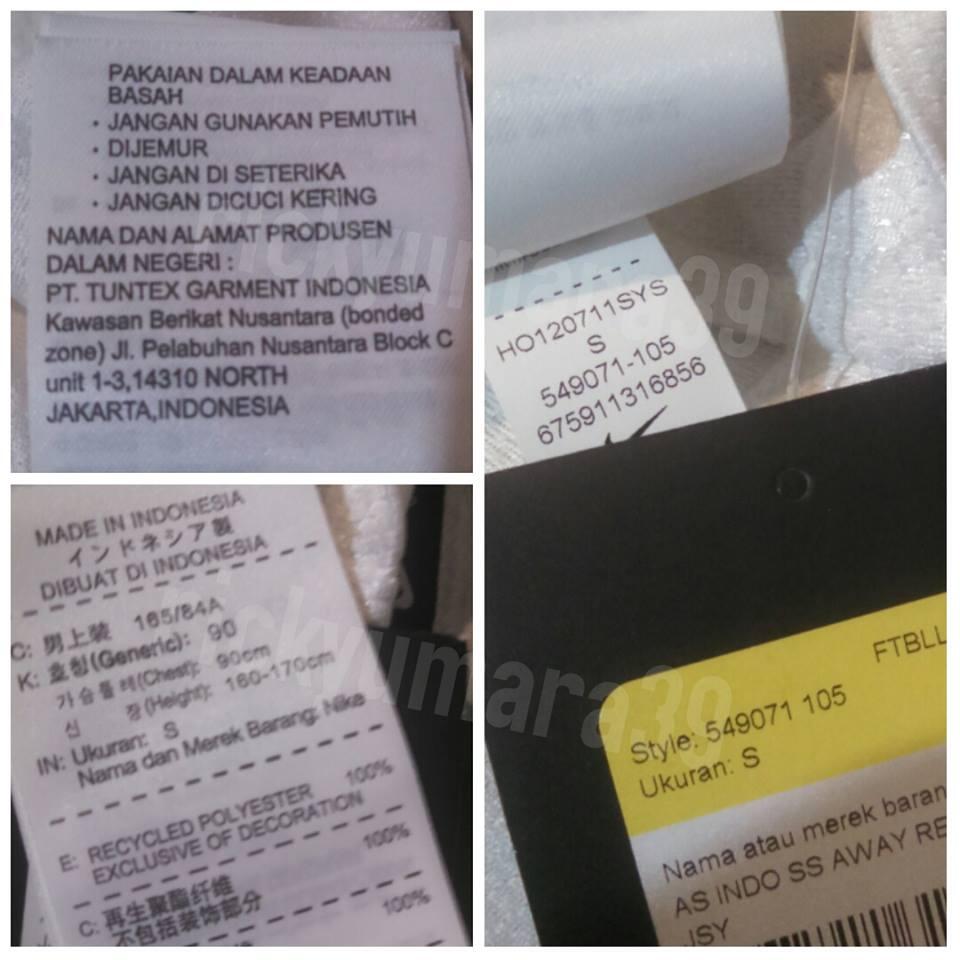 PAKAIAN DALAM KEADAAN
BASAH
· JANGAN GUNAKAN PEMUTIH
· DIJEMUR
· JANGAN DI SETERIKA
· JANGAN DICUCI KERING
NAMA DAN ALAMAT PRODUSEN
DALAM NEGERI :
PT. TUNTEX GARMENT INDONESIA
Kawasan Berikat Nusantara (bonded
zone) Jl. Pelabuhan Nusantara Block C
unit 1-3,14310 NORTH
JAKARTA,INDONESIA
HO120711SYS
S
549071-105
675911316856
MADE IN INDONESIA
インドネシア製
DIBUAT DI INDONESIA
C: 男上装 165/84A
K: 호칭(Generic): 90
가슴둘레(Chest): 90cm
신 장(Height): 160-170cm
IN: Ukuran: S
Nama dan Merek Barang: Nike
100%
E: RECYCLED POLYESTER
EXCLUSIVE OF DECORATION
100%
C: 再生聚酯纤维
不包括装饰部分
100%
FTBLL
Style: 549071 105
Ukuran: S
Nama atau merek baran
AS INDO SS AWAY RE
JSY
rickyumara39
rickyumara39